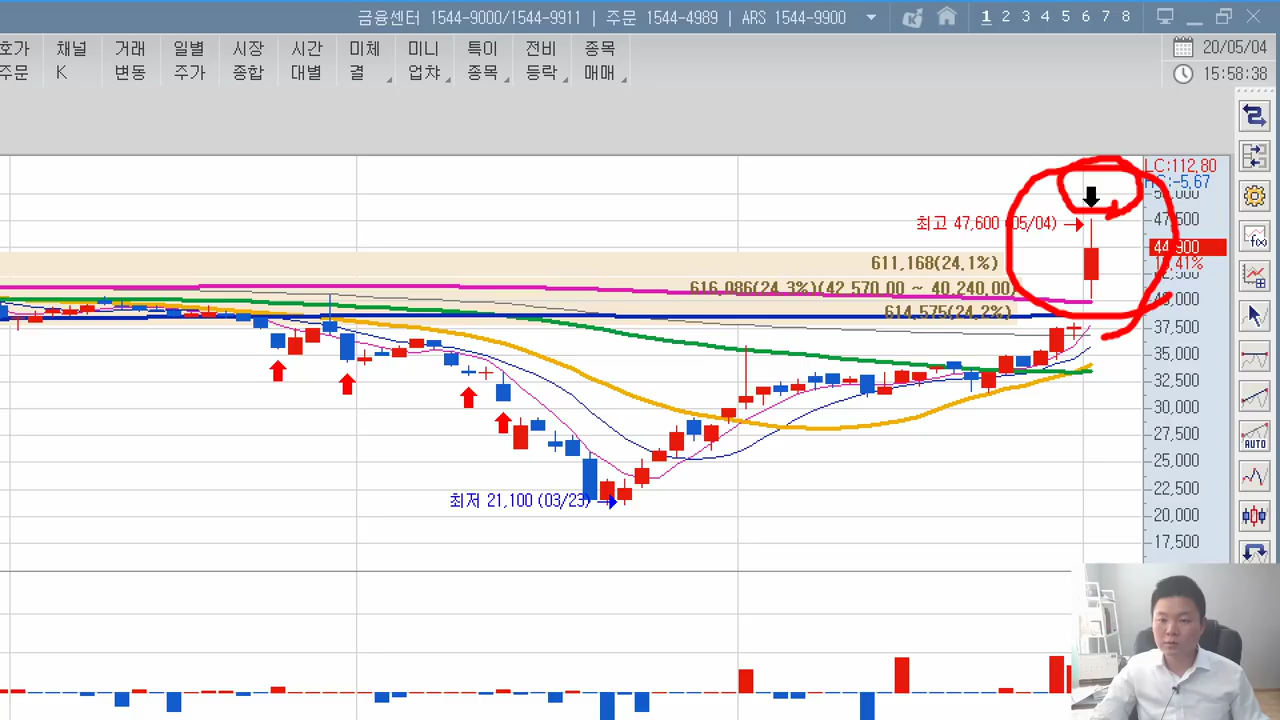 금융센터 1544-9000/1544-9911 | 주문 1544-4989 | ARS 1544-9900
1 2 3 4 5 6 7 8
호가 주문
채널 K
거래 변동
일별 주가
시장 종합
시간 대별
미체 결
미니 업챠
특이 종목
전비 등락
종목 매매
20/05/04
15:58:38
LC:112,80
-5,67
47,500
최고 47,600 (05/04)
44,900
611,168(24,1%)
616,086(24,3%)(42,570,00 ~ 40,240,00)
614,575(24,2%)
37,500
35,000
32,500
30,000
27,500
25,000
22,500
20,000
17,500
최저 21,100 (03/23)
f(x)
AUTO